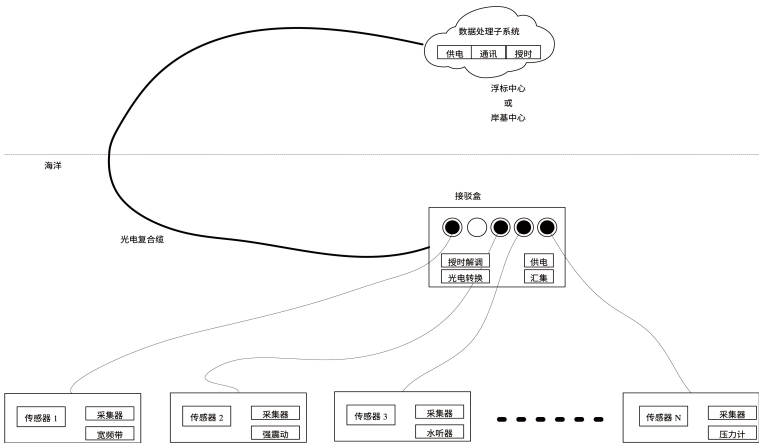 数据处理子系统
供电 通讯 授时
浮标中心
或
岸基中心
海洋
接驳盒
光电复合缆
授时解调 供电
光电转换 汇集
传感器 1 采集器 宽频带
传感器 2 采集器 强震动
传感器 3 采集器 水听器
传感器 N 采集器 压力计